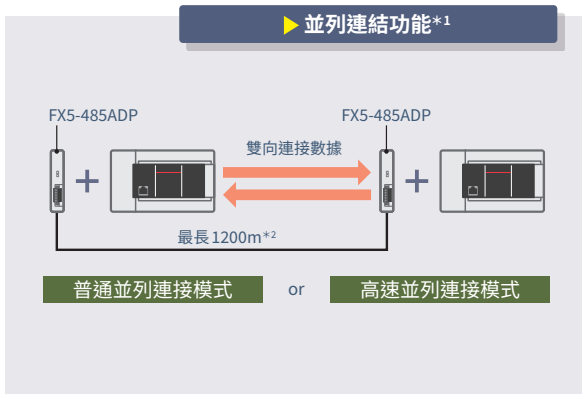 並列連結功能*1
FX5-485ADP
FX5-485ADP
雙向連接數據
最長1200m*2
普通並列連接模式 or 高速並列連接模式